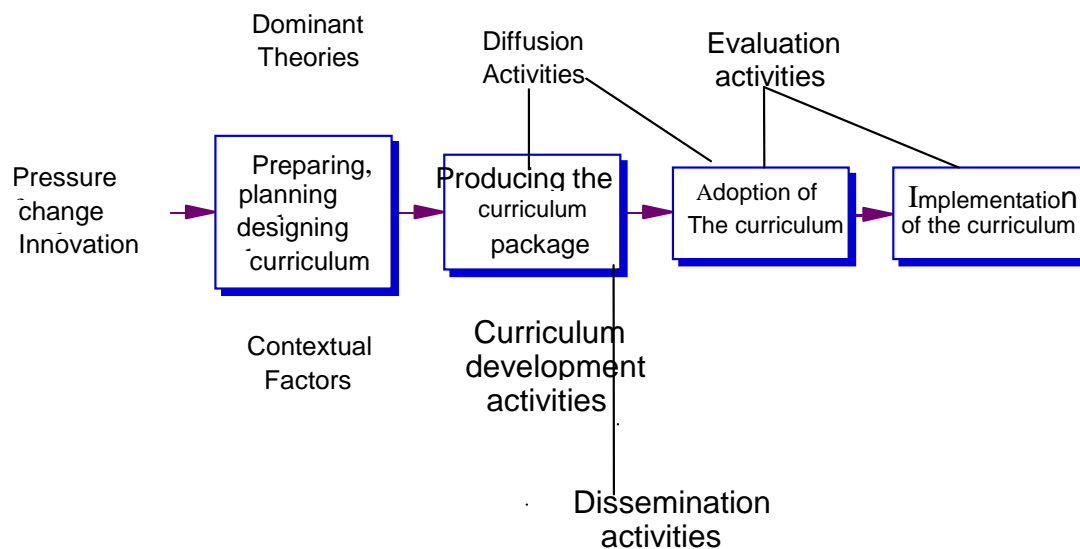 Dominant
Theories
Diffusion
Activities
Evaluation
activities
Pressure
change
Innovation
Preparing,
planning
designing
curriculum
Producing the
curriculum
package
Adoption of
The curriculum
Implementation
of the curriculum
Contextual
Factors
Curriculum
development
activities
Dissemination
activities